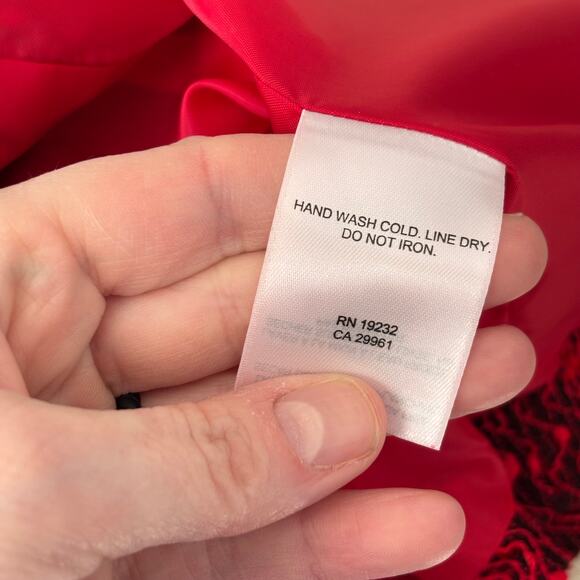 HAND WASH COLD. LINE DRY.
DO NOT IRON.
RN 19232
CA 29961